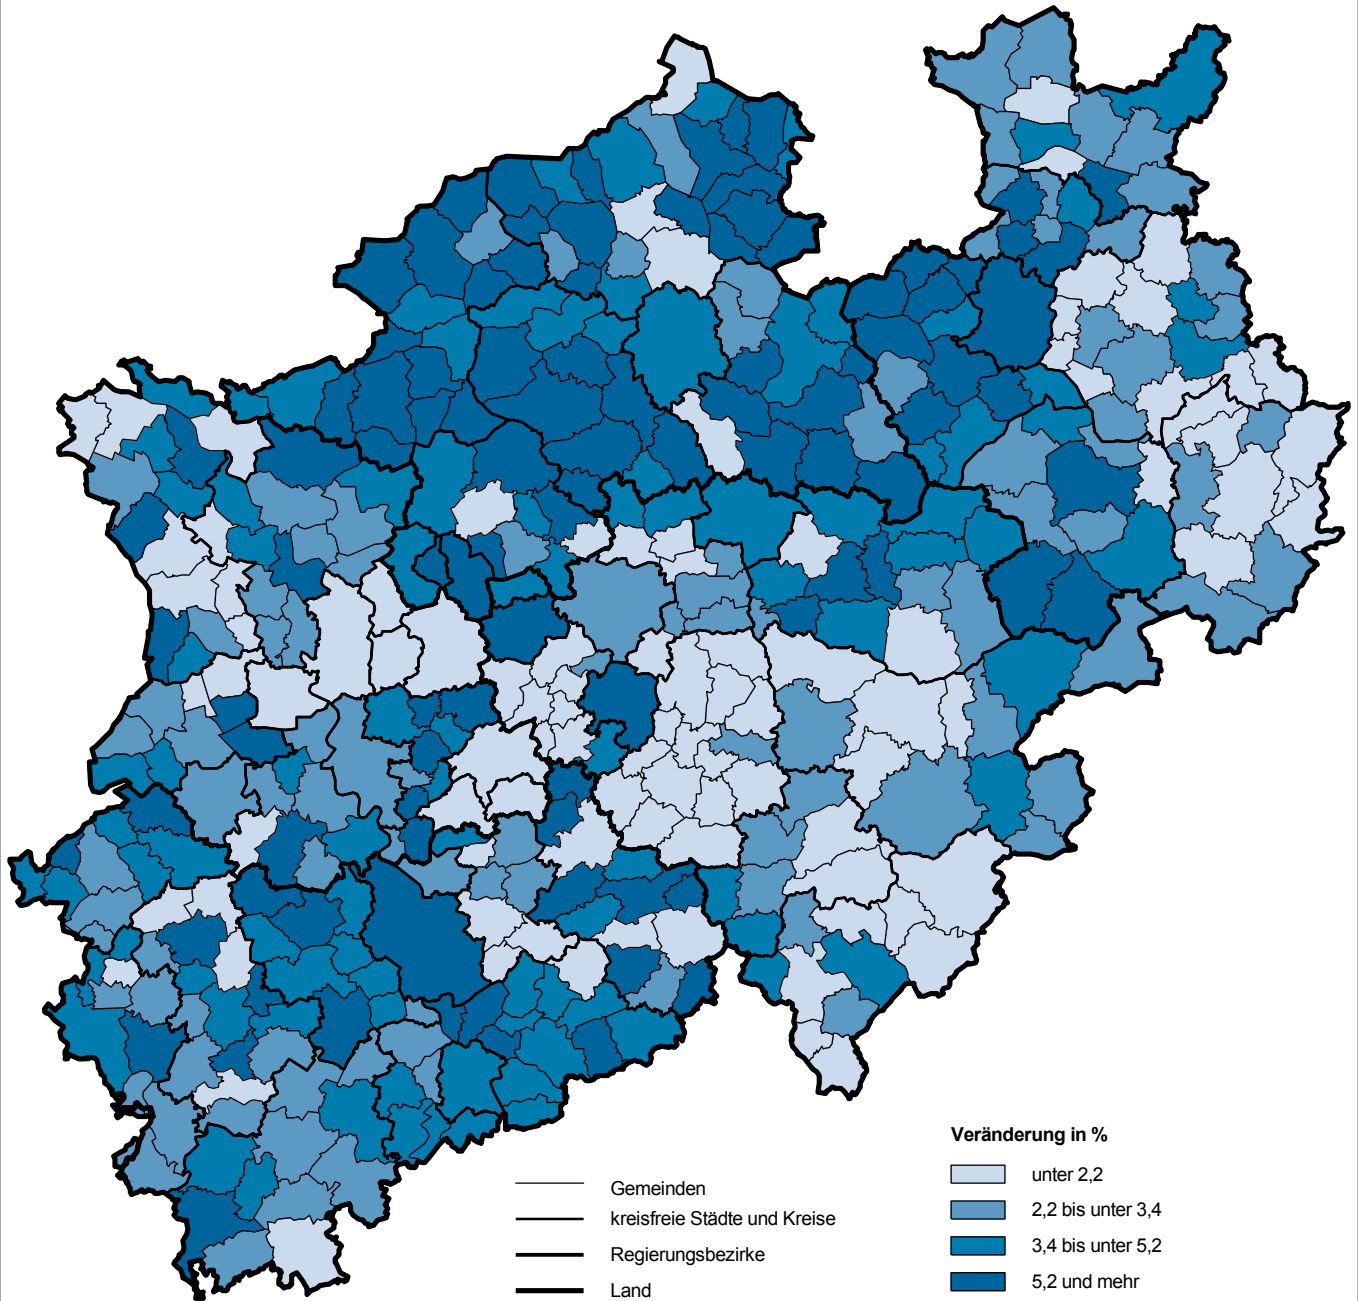 Gemeinden
kreisfreie Städte und Kreise
Regierungsbezirke
Land
Veränderung in %
unter 2,2
2,2 bis unter 3,4
3,4 bis unter 5,2
5,2 und mehr